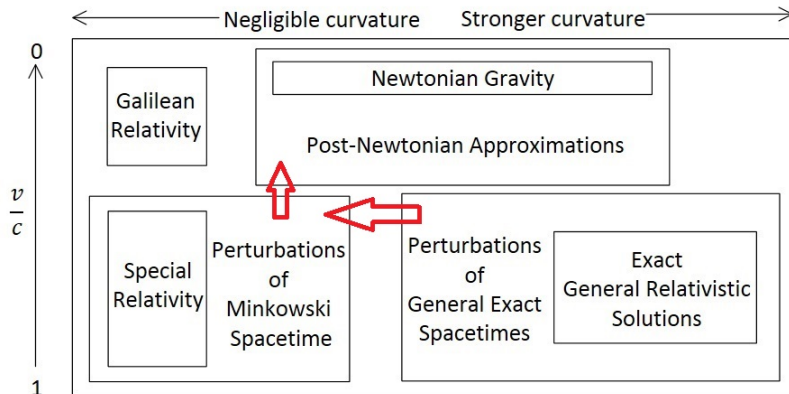 Negligible curvature Stronger curvature
0
Newtonian Gravity
Galilean
Relativity
Post-Newtonian Approximations
v
c
Special
Relativity
Perturbations
of
Minkowski
Spacetime
Perturbations
of
General Exact
Spacetimes
Exact
General Relativistic
Solutions
1